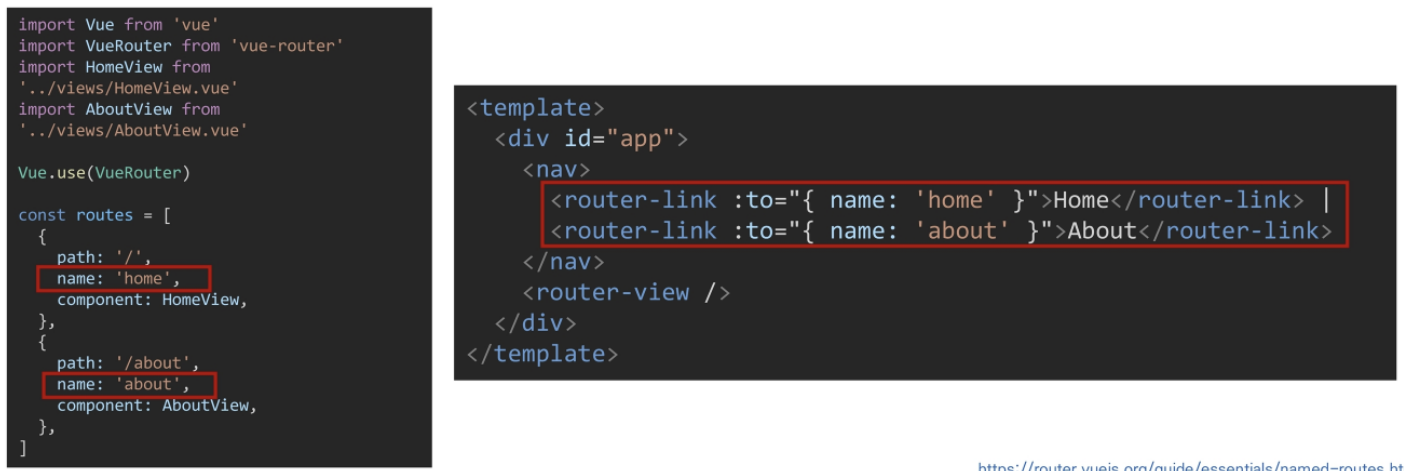 import Vue from 'vue'
import VueRouter from 'vue-router'
import HomeView from
'../views/HomeView.vue'
import AboutView from
'../views/AboutView.vue'
Vue.use(VueRouter)
const routes = [
  {
    path: '/',
    name: 'home',
    component: HomeView,
  },
  {
    path: '/about',
    name: 'about',
    component: AboutView,
  },
]
<template>
  <div id="app">
    <nav>
      <router-link :to="{ name: 'home' }">Home</router-link> |
      <router-link :to="{ name: 'about' }">About</router-link>
    </nav>
    <router-view />
  </div>
</template>
https://router.vuejs.org/guide/essentials/named-routes.ht